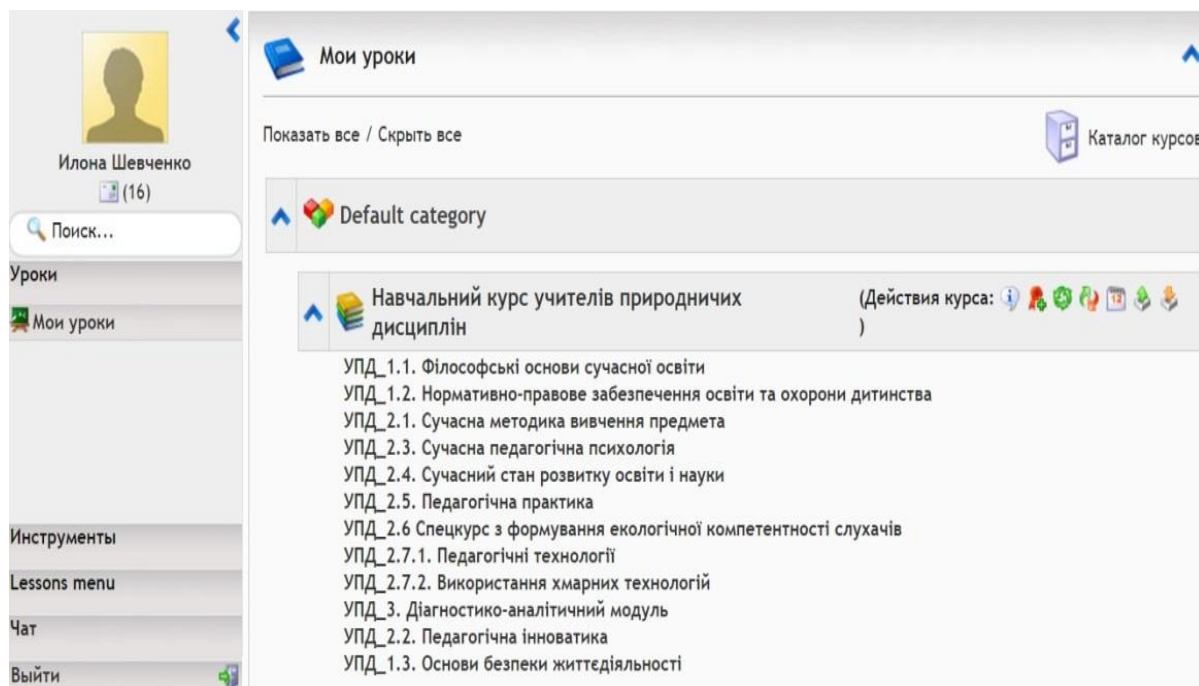 Илона Шевченко
(16)
Поиск...
Уроки
Мои уроки
Инструменты
Lessons menu
Чат
Выйти
Мои уроки
Показать все / Скрыть все
Каталог курсов
Default category
Навчальний курс учителів природничих
дисциплін
(Действия курса:
12
)
УПД_1.1. Філософські основи сучасної освіти
УПД_1.2. Нормативно-правове забезпечення освіти та охорони дитинства
УПД_2.1. Сучасна методика вивчення предмета
УПД_2.3. Сучасна педагогічна психологія
УПД_2.4. Сучасний стан розвитку освіти і науки
УПД_2.5. Педагогічна практика
УПД_2.6 Спецкурс з формування екологічної компетентності слухачів
УПД_2.7.1. Педагогічні технології
УПД_2.7.2. Використання хмарних технологій
УПД_3. Діагностико-аналітичний модуль
УПД_2.2. Педагогічна інноватика
УПД_1.3. Основи безпеки життєдіяльності